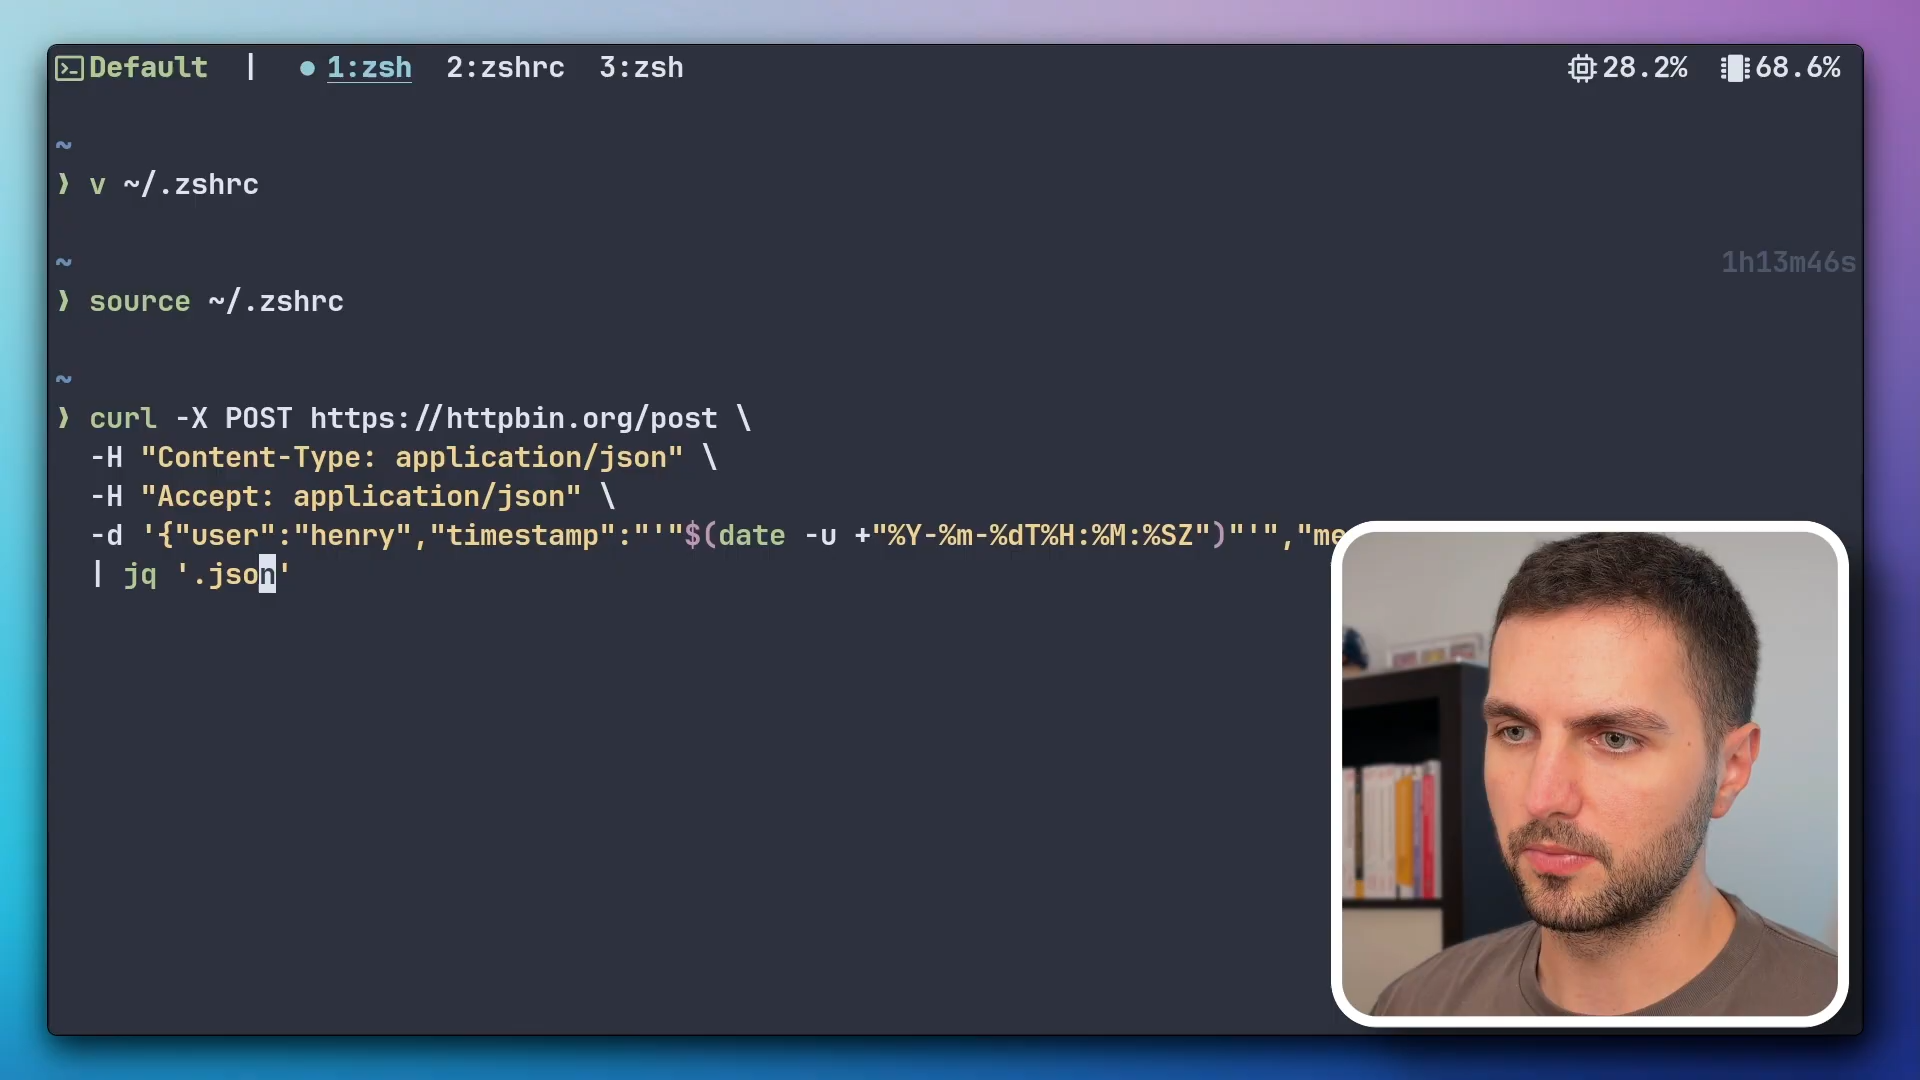 Default | ● 1:zsh 2:zshrc 3:zsh 28.2% 68.6%
~
❯ v ~/.zshrc
~ 1h13m46s
❯ source ~/.zshrc
~
❯ curl -X POST https://httpbin.org/post \
-H "Content-Type: application/json" \
-H "Accept: application/json" \
-d '{"user":"henry","timestamp":"'"$(date -u +"%Y-%m-%dT%H:%M:%SZ")"'","me
| jq '.json'